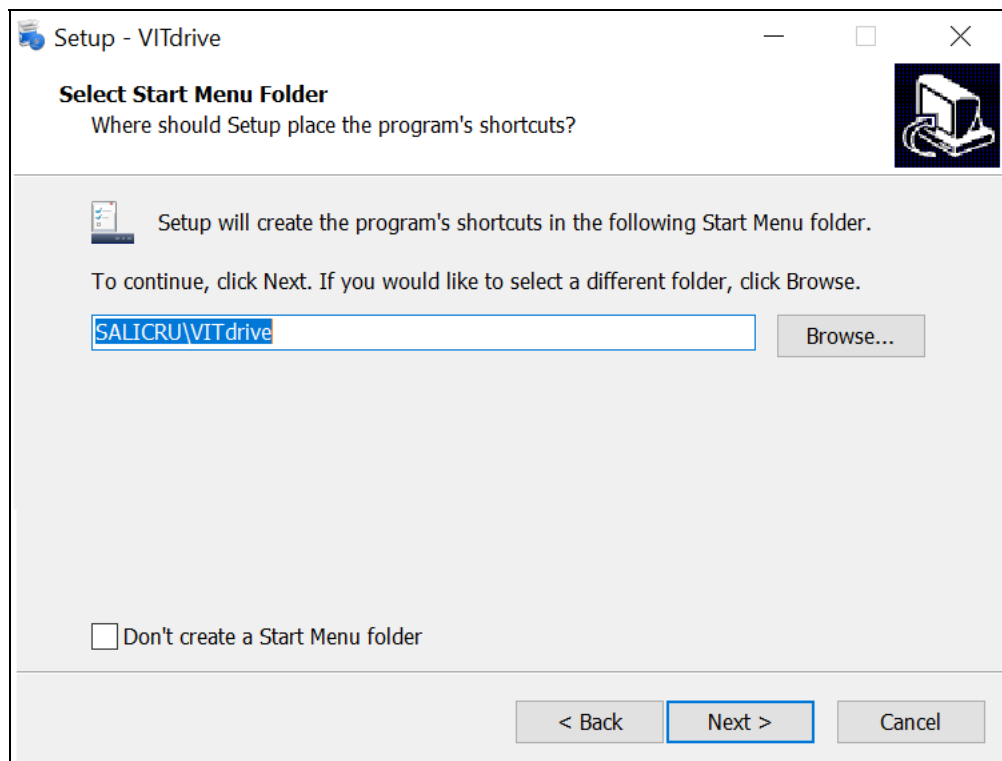 Setup - VITdrive
Select Start Menu Folder
Where should Setup place the program's shortcuts?
Setup will create the program's shortcuts in the following Start Menu folder.
To continue, click Next. If you would like to select a different folder, click Browse.
SALICRU\VITdrive
Browse...
Don't create a Start Menu folder
< Back
Next >
Cancel